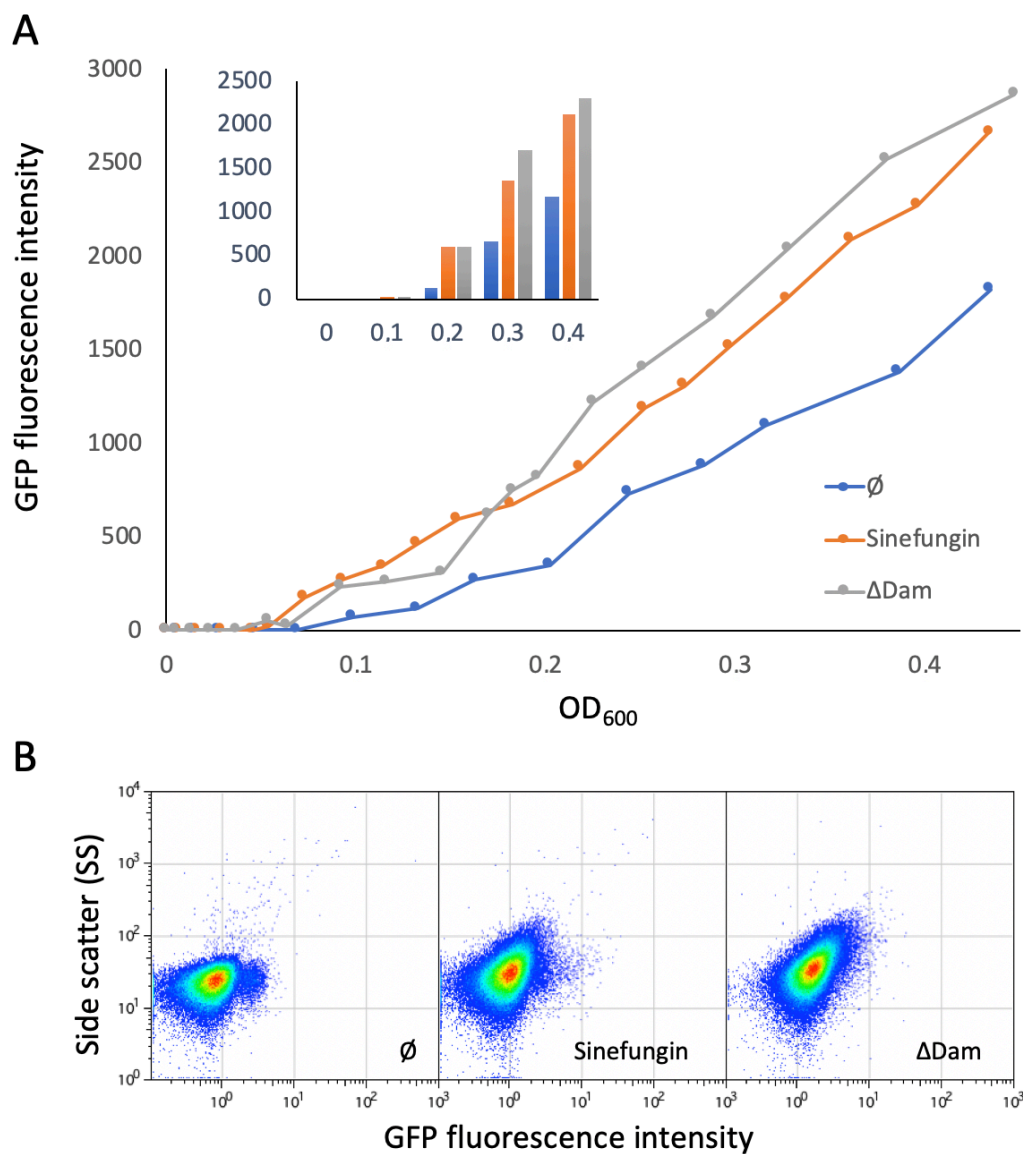 A
GFP fluorescence intensity
3000
2500
2000
1500
1000
500
0
2500
2000
1500
1000
500
0
0 0,1 0,2 0,3 0,4
Ø
Sinefungin
ΔDam
0 0.1 0.2 0.3 0.4
OD₆₀₀
B
Side scatter (SS)
10⁴
10³
10²
10¹
10⁰
Ø Sinefungin ΔDam
10⁰ 10¹ 10² 10³ 10⁰ 10¹ 10² 10³ 10⁰ 10¹ 10² 10³
GFP fluorescence intensity